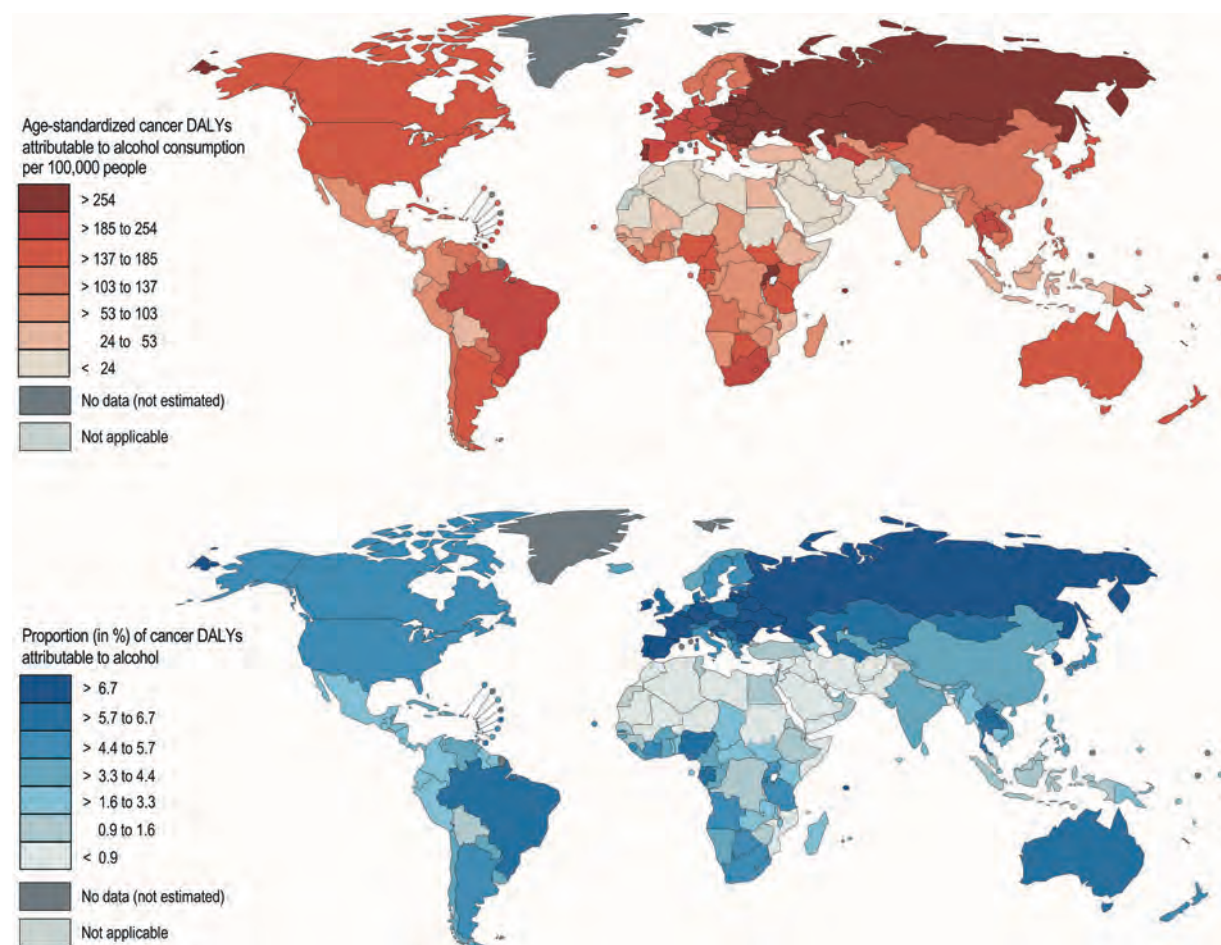 Age-standardized cancer DALYs
attributable to alcohol consumption
per 100,000 people
> 254
> 185 to 254
> 137 to 185
> 103 to 137
> 53 to 103
24 to 53
< 24
No data (not estimated)
Not applicable
Proportion (in %) of cancer DALYs
attributable to alcohol
> 6.7
> 5.7 to 6.7
> 4.4 to 5.7
> 3.3 to 4.4
> 1.6 to 3.3
0.9 to 1.6
< 0.9
No data (not estimated)
Not applicable